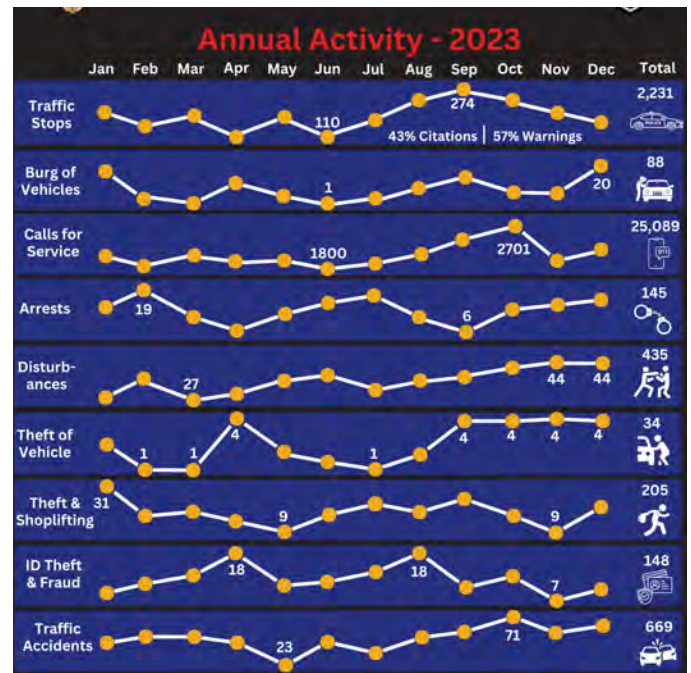 Annual Activity - 2023
Jan Feb Mar Apr May Jun Jul Aug Sep Oct Nov Dec Total
Traffic
Stops
110
274
43% Citations | 57% Warnings
2,231
Burg of
Vehicles
1
20
88
Calls for
Service
1800
2701
25,089
911
Arrests
19
6
145
Disturb-
ances
27
44
44
435
Theft of
Vehicle
1
1
4
1
4
4
4
4
34
Theft &
Shoplifting
31
9
9
205
ID Theft
& Fraud
18
18
7
148
Traffic
Accidents
23
71
669